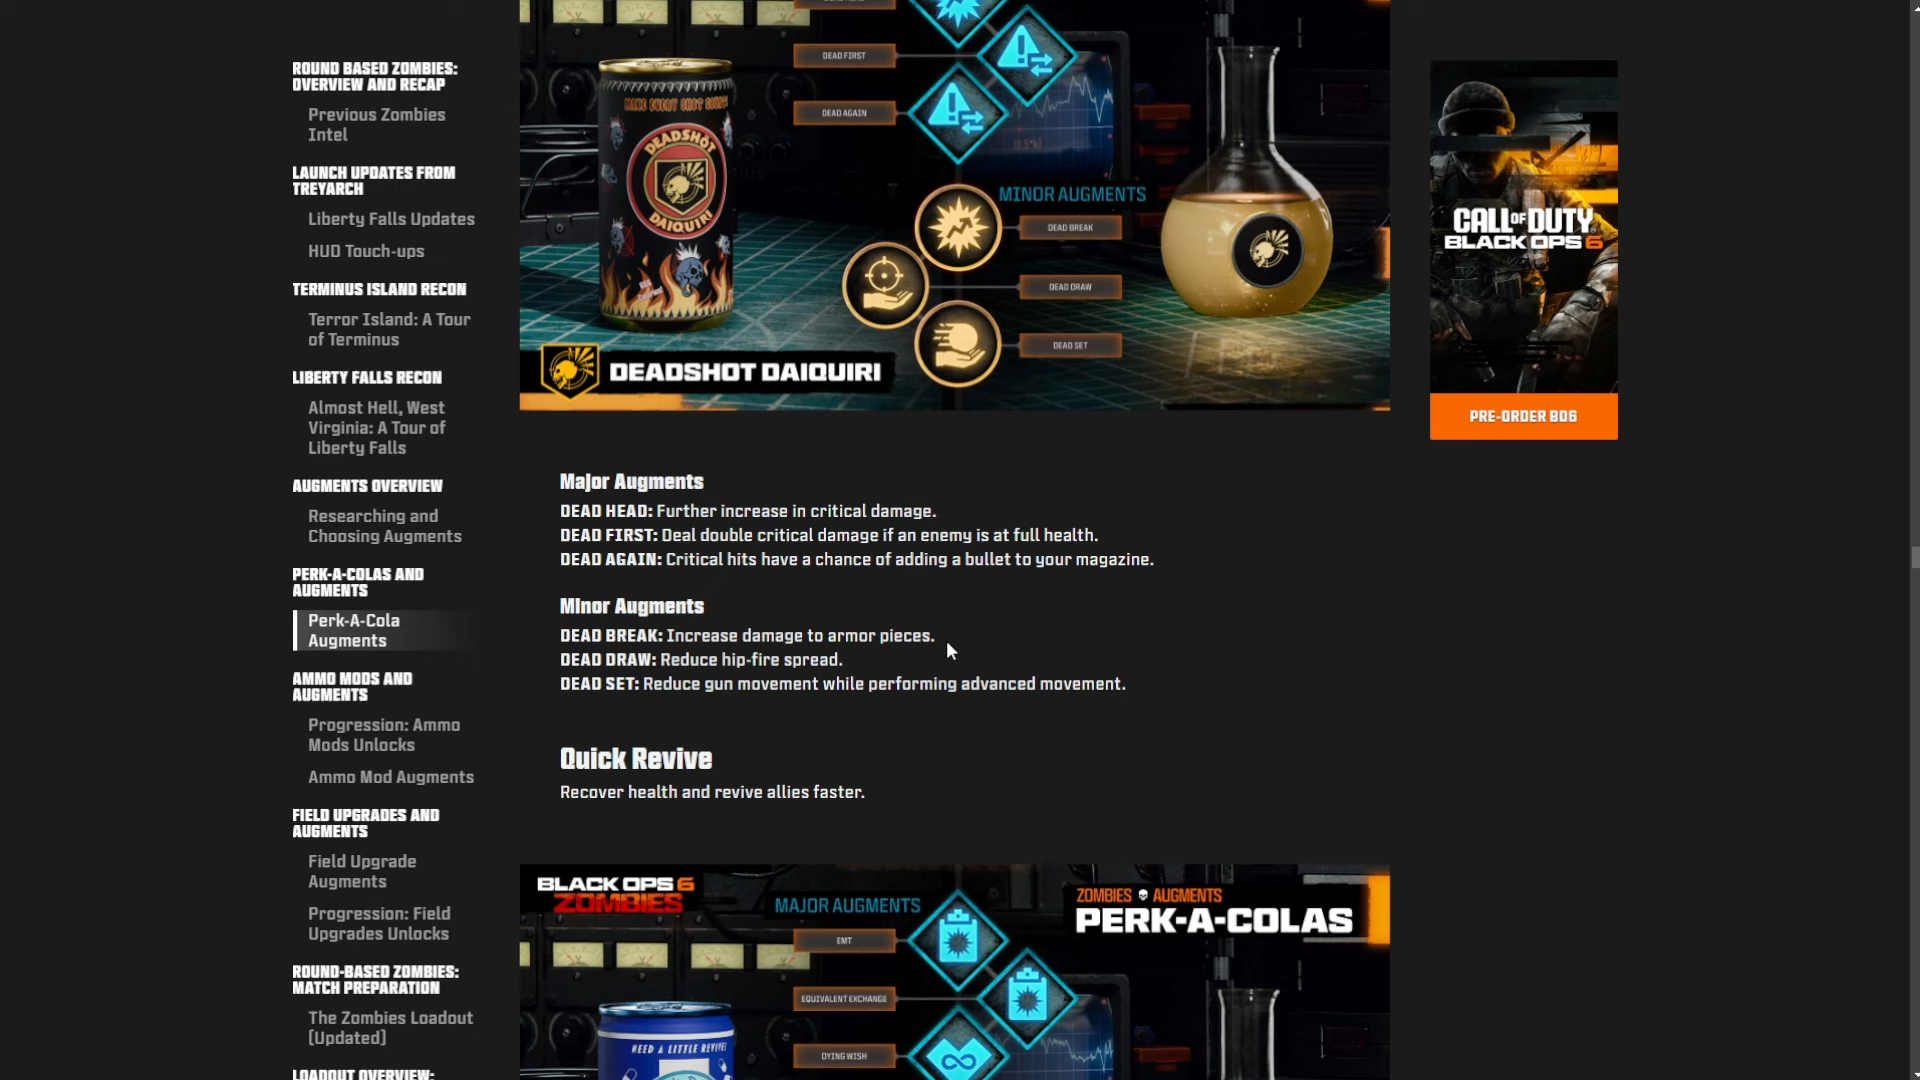 ROUND BASED ZOMBIES:
OVERVIEW AND RECAP
Previous Zombies
Intel
LAUNCH UPDATES FROM
TREYARCH
Liberty Falls Updates
HUD Touch-ups
TERMINUS ISLAND RECON
Terror Island: A Tour
of Terminus
LIBERTY FALLS RECON
Almost Hell, West
Virginia: A Tour of
Liberty Falls
AUGMENTS OVERVIEW
Researching and
Choosing Augments
PERK-A-COLAS AND
AUGMENTS
Perk-A-Cola
Augments
AMMO MODS AND
AUGMENTS
Progression: Ammo
Mods Unlocks
Ammo Mod Augments
FIELD UPGRADES AND
AUGMENTS
Field Upgrade
Augments
Progression: Field
Upgrades Unlocks
ROUND-BASED ZOMBIES:
MATCH PREPARATION
The Zombies Loadout
(Updated)
LOADOUT OVERVIEW:
DEAD FIRST
DEAD AGAIN
MAKE EVERY SHOT COUNT!
DEADSHOT
DAIQUIRI
MINOR AUGMENTS
DEAD BREAK
DEAD DRAW
DEAD SET
DEADSHOT DAIQUIRI
Major Augments
DEAD HEAD: Further increase in critical damage.
DEAD FIRST: Deal double critical damage if an enemy is at full health.
DEAD AGAIN: Critical hits have a chance of adding a bullet to your magazine.
MInor Augments
DEAD BREAK: Increase damage to armor pieces.
DEAD DRAW: Reduce hip-fire spread.
DEAD SET: Reduce gun movement while performing advanced movement.
Quick Revive
Recover health and revive allies faster.
BLACK OPS 6
ZOMBIES
MAJOR AUGMENTS
ZOMBIES AUGMENTS
PERK-A-COLAS
EMT
EQUIVALENT EXCHANGE
DYING WISH
NEED A LITTLE REVIVE?
CALL OF DUTY
BLACK OPS 6
PRE-ORDER BO6